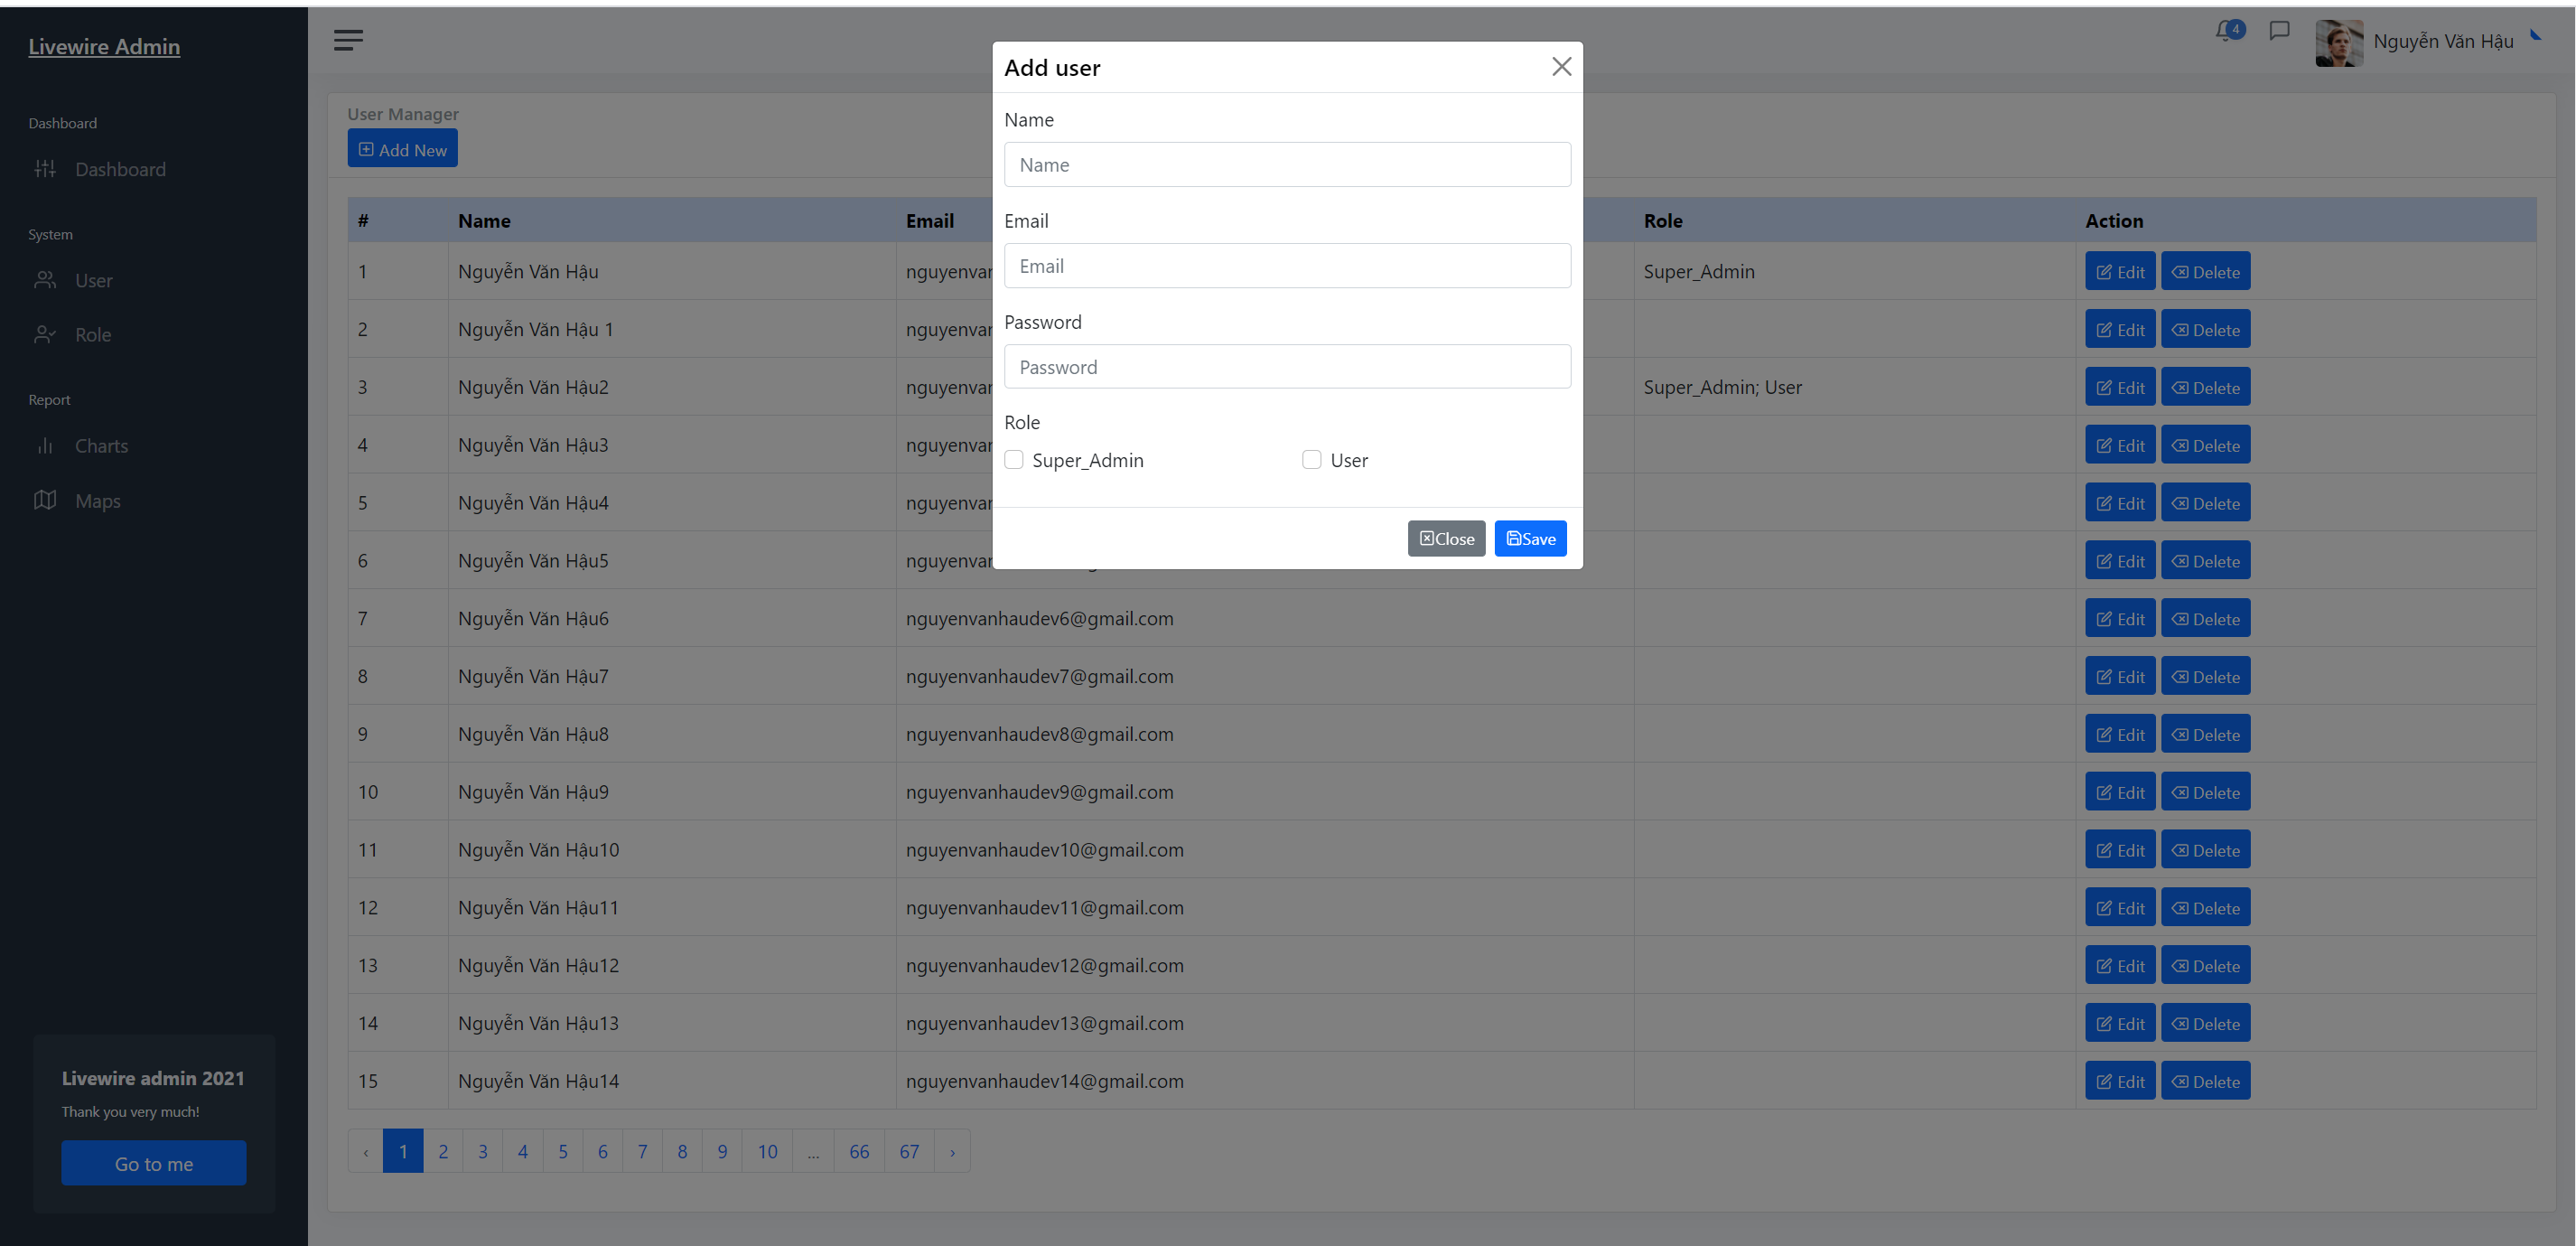 Livewire Admin
Dashboard
Dashboard
System
User
Role
Report
Charts
Maps
Livewire admin 2021
Thank you very much!
Go to me
4
Nguyễn Văn Hậu
User Manager
Add New
# Name Email Role Action
1 Nguyễn Văn Hậu nguyenvar Super_Admin Edit Delete
2 Nguyễn Văn Hậu 1 nguyenvar Edit Delete
3 Nguyễn Văn Hậu2 nguyenvar Super_Admin; User Edit Delete
4 Nguyễn Văn Hậu3 nguyenvar Edit Delete
5 Nguyễn Văn Hậu4 nguyenvar Edit Delete
6 Nguyễn Văn Hậu5 nguyenvar Edit Delete
7 Nguyễn Văn Hậu6 nguyenvanhaudev6@gmail.com Edit Delete
8 Nguyễn Văn Hậu7 nguyenvanhaudev7@gmail.com Edit Delete
9 Nguyễn Văn Hậu8 nguyenvanhaudev8@gmail.com Edit Delete
10 Nguyễn Văn Hậu9 nguyenvanhaudev9@gmail.com Edit Delete
11 Nguyễn Văn Hậu10 nguyenvanhaudev10@gmail.com Edit Delete
12 Nguyễn Văn Hậu11 nguyenvanhaudev11@gmail.com Edit Delete
13 Nguyễn Văn Hậu12 nguyenvanhaudev12@gmail.com Edit Delete
14 Nguyễn Văn Hậu13 nguyenvanhaudev13@gmail.com Edit Delete
15 Nguyễn Văn Hậu14 nguyenvanhaudev14@gmail.com Edit Delete
‹ 1 2 3 4 5 6 7 8 9 10 ... 66 67 ›
Add user
Name
Name
Email
Email
Password
Password
Role
Super_Admin User
Close Save